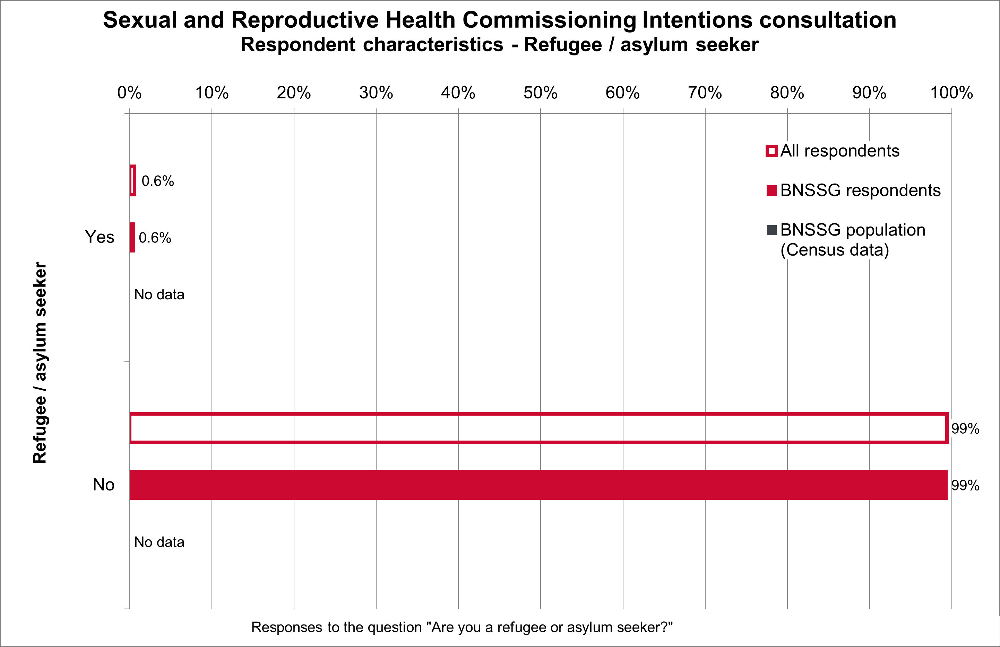 Sexual and Reproductive Health Commissioning Intentions consultation
Respondent characteristics - Refugee / asylum seeker
0% 10% 20% 30% 40% 50% 60% 70% 80% 90% 100%
All respondents
BNSSG respondents
BNSSG population
(Census data)
Refugee / asylum seeker
0.6%
Yes 0.6%
No data
99%
No 99%
No data
Responses to the question "Are you a refugee or asylum seeker?"